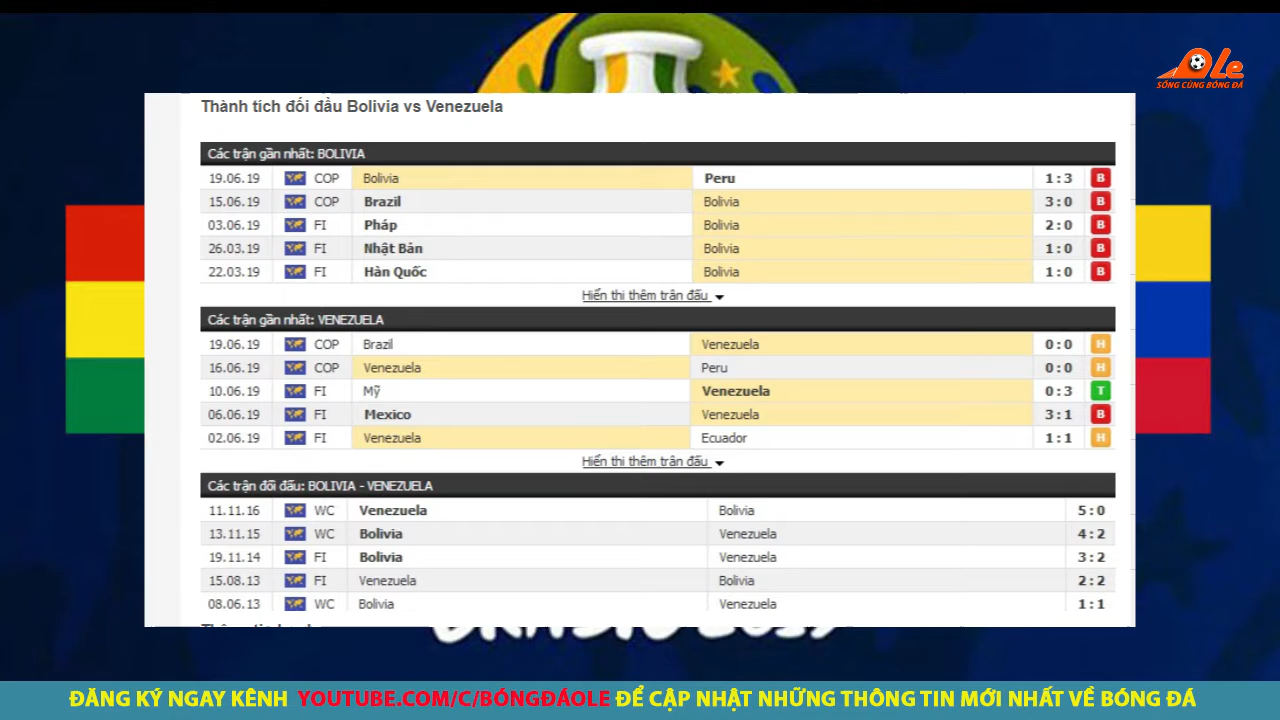 Ole
SỐNG CÙNG BÓNG ĐÁ
Thành tích đối đầu Bolivia vs Venezuela
Các trận gần nhất: BOLIVIA
19.06.19 COP Bolivia Peru 1 : 3 B
15.06.19 COP Brazil Bolivia 3 : 0 B
03.06.19 FI Pháp Bolivia 2 : 0 B
26.03.19 FI Nhật Bản Bolivia 1 : 0 B
22.03.19 FI Hàn Quốc Bolivia 1 : 0 B
Hiển thị thêm trận đấu
Các trận gần nhất: VENEZUELA
19.06.19 COP Brazil Venezuela 0 : 0 H
16.06.19 COP Venezuela Peru 0 : 0 H
10.06.19 FI Mỹ Venezuela 0 : 3 T
06.06.19 FI Mexico Venezuela 3 : 1 B
02.06.19 FI Venezuela Ecuador 1 : 1 H
Hiển thị thêm trận đấu
Các trận đối đầu: BOLIVIA - VENEZUELA
11.11.16 WC Venezuela Bolivia 5 : 0
13.11.15 WC Bolivia Venezuela 4 : 2
19.11.14 FI Bolivia Venezuela 3 : 2
15.08.13 FI Venezuela Bolivia 2 : 2
08.06.13 WC Bolivia Venezuela 1 : 1
ĐĂNG KÝ NGAY KÊNH YOUTUBE.COM/C/BÓNGĐÁOLE ĐỂ CẬP NHẬT NHỮNG THÔNG TIN MỚI NHẤT VỀ BÓNG ĐÁ